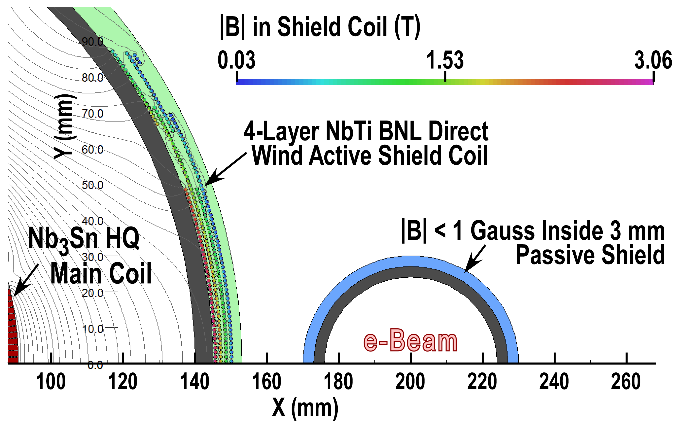 |B| in Shield Coil (T)
0.03 1.53 3.06
4-Layer NbTi BNL Direct
Wind Active Shield Coil
Nb₃Sn HQ
Main Coil
|B| < 1 Gauss Inside 3 mm
Passive Shield
e-Beam
Y (mm)
90.0
80.0
70.0
60.0
50.0
40.0
30.0
20.0
10.0
0.0
100 120 140 160 180 200 220 240 260
X (mm)